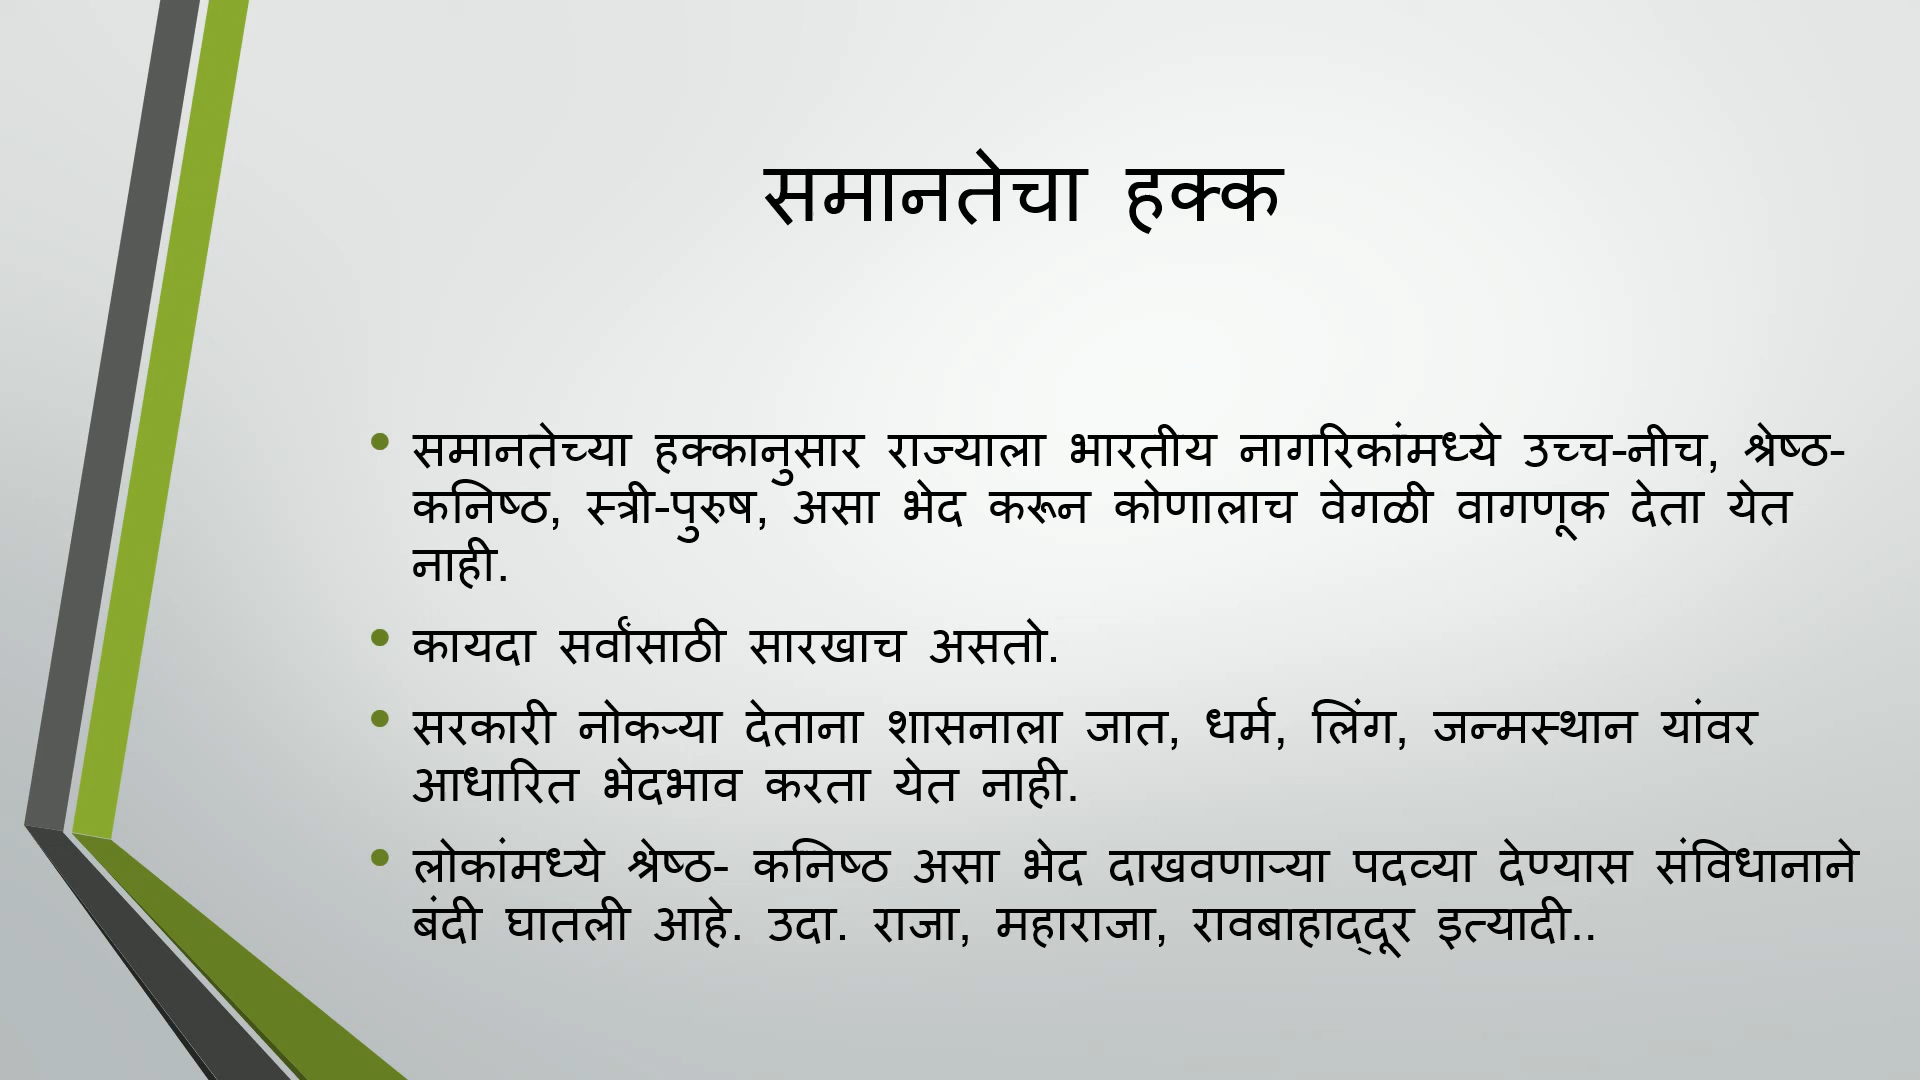 समानतेचा हक्क
समानतेच्या हक्कानुसार राज्याला भारतीय नागरिकांमध्ये उच्च-नीच, श्रेष्ठ-
कनिष्ठ, स्त्री-पुरुष, असा भेद करून कोणालाच वेगळी वागणूक देता येत
नाही.
कायदा सर्वांसाठी सारखाच असतो.
सरकारी नोकऱ्या देताना शासनाला जात, धर्म, लिंग, जन्मस्थान यांवर
आधारित भेदभाव करता येत नाही.
लोकांमध्ये श्रेष्ठ- कनिष्ठ असा भेद दाखवणाऱ्या पदव्या देण्यास संविधानाने
बंदी घातली आहे. उदा. राजा, महाराजा, रावबाहाद्दूर इत्यादी..